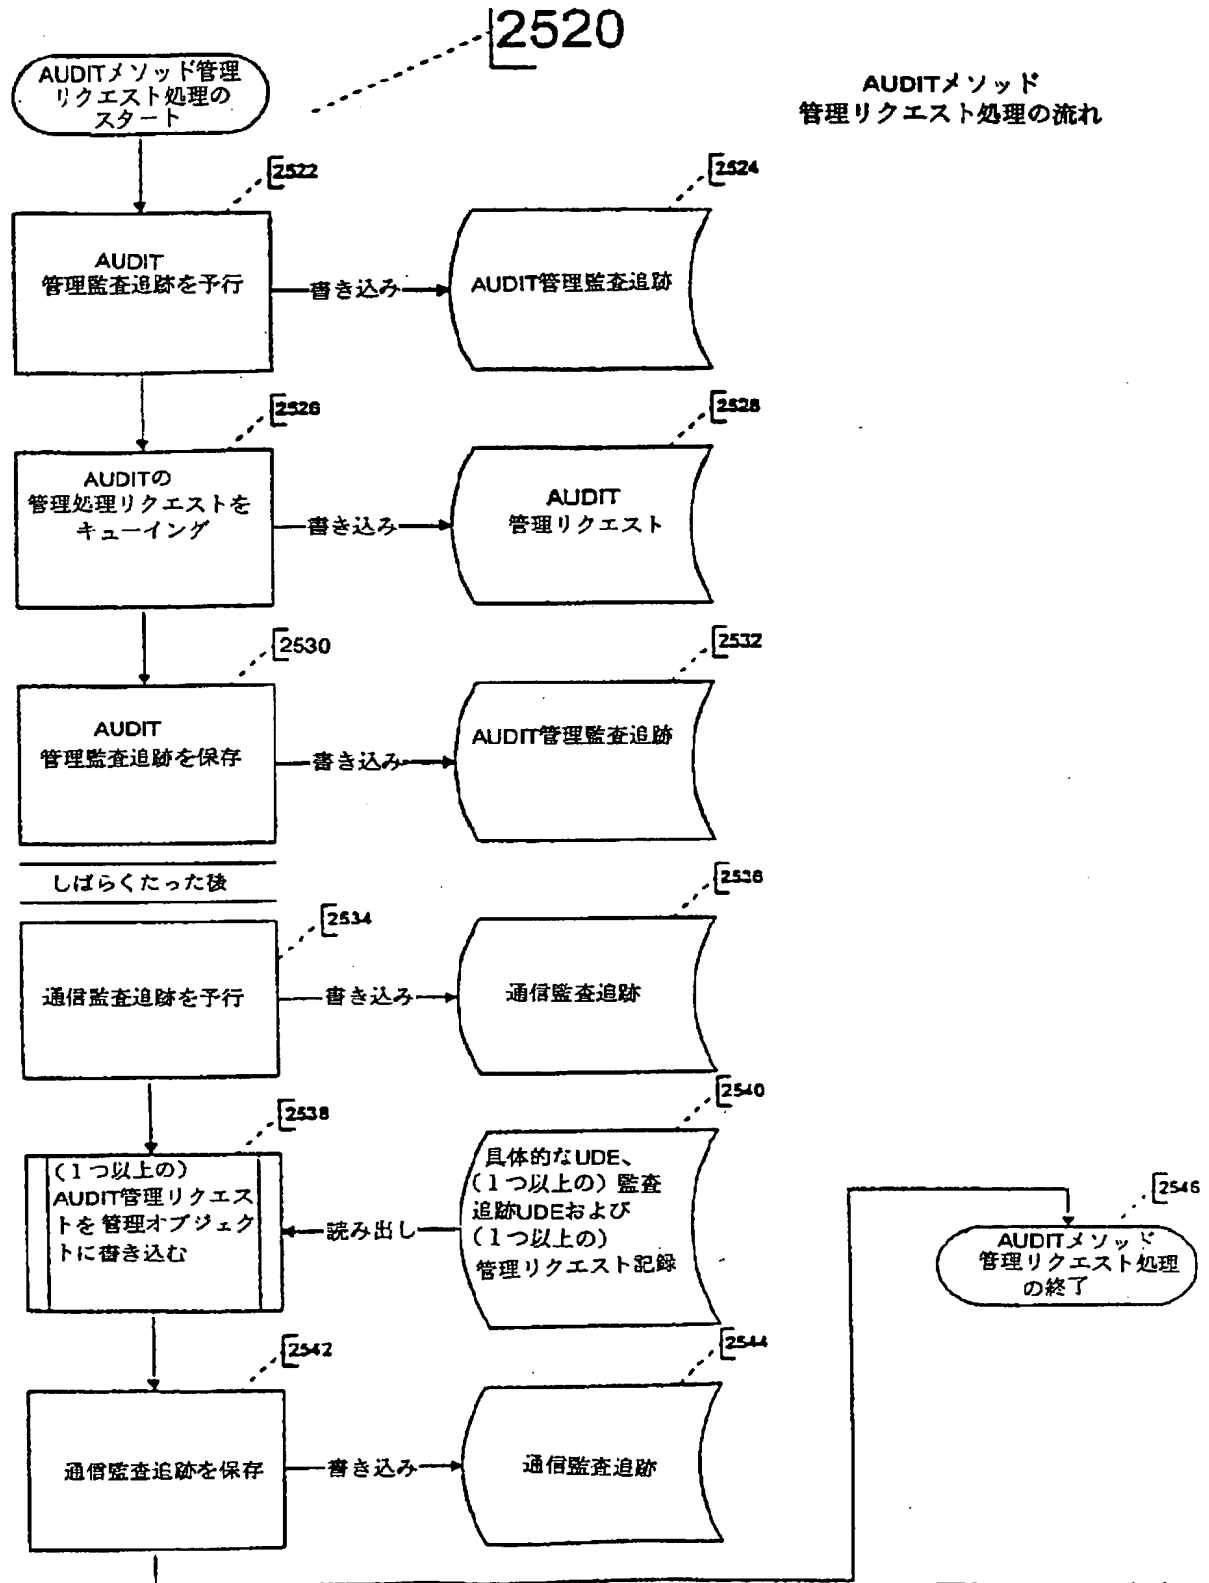 2520
AUDITメソッド管理
リクエスト処理の
スタート
AUDITメソッド
管理リクエスト処理の流れ
2522
2524
AUDIT
管理監査追跡を予行
書き込み
AUDIT管理監査追跡
2526
2528
AUDITの
管理処理リクエストを
キューイング
書き込み
AUDIT
管理リクエスト
2530
2532
AUDIT
管理監査追跡を保存
書き込み
AUDIT管理監査追跡
しばらくたった後
2534
2536
通信監査追跡を予行
書き込み
通信監査追跡
2538
2540
(1つ以上の)
AUDIT管理リクエス
トを管理オブジェク
トに書き込む
読み出し
具体的なUDE、
(1つ以上の)監査
追跡UDEおよび
(1つ以上の)
管理リクエスト記録
2546
AUDITメソッド
管理リクエスト処理
の終了
2542
2544
通信監査追跡を保存
書き込み
通信監査追跡